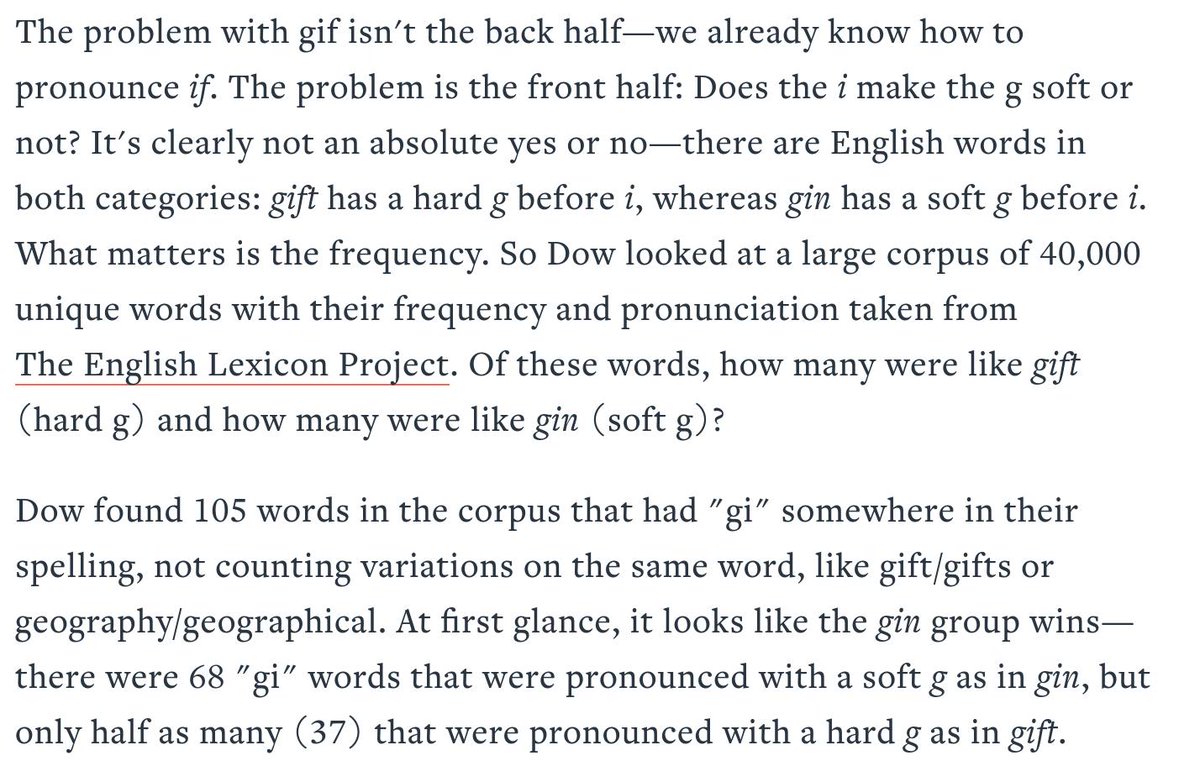 The problem with gif isn't the back half—we already know how to
pronounce if. The problem is the front half: Does the i make the g soft or
not? It's clearly not an absolute yes or no—there are English words in
both categories: gift has a hard g before i, whereas gin has a soft g before i.
What matters is the frequency. So Dow looked at a large corpus of 40,000
unique words with their frequency and pronunciation taken from
The English Lexicon Project. Of these words, how many were like gift
(hard g) and how many were like gin (soft g)?
Dow found 105 words in the corpus that had "gi" somewhere in their
spelling, not counting variations on the same word, like gift/gifts or
geography/geographical. At first glance, it looks like the gin group wins—
there were 68 "gi" words that were pronounced with a soft g as in gin, but
only half as many (37) that were pronounced with a hard g as in gift.